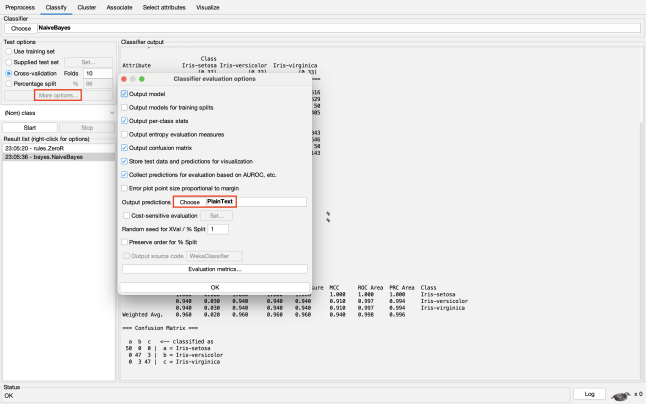 Preprocess Classify Cluster Associate Select attributes Visualize
Classifier
Choose NaiveBayes
Test options
Use training set
Supplied test set Set...
Cross-validation Folds 10
Percentage split % 66
More options...
(Nom) class
Start Stop
Result list (right-click for options)
23:05:20 - rules.ZeroR
23:05:36 - bayes.NaiveBayes
Classifier output
Class
Attribute Iris-setosa Iris-versicolor Iris-virginica
(0.33) (0.33) (0.33)
Classifier evaluation options
Output model
Output models for training splits
Output per-class stats
Output entropy evaluation measures
Output confusion matrix
Store test data and predictions for visualization
Collect predictions for evaluation based on AUROC, etc.
Error plot point size proportional to margin
Output predictions Choose PlainText
Cost-sensitive evaluation Set...
Random seed for XVal / % Split 1
Preserve order for % Split
Output source code WekaClassifier
Evaluation metrics...
OK
%
%
sure MCC ROC Area PRC Area Class
1.000 1.000 1.000 Iris-setosa
0.940 0.030 0.940 0.940 0.940 0.910 0.997 0.994 Iris-versicolor
0.940 0.030 0.940 0.940 0.940 0.910 0.997 0.994 Iris-virginica
Weighted Avg. 0.960 0.020 0.960 0.960 0.960 0.940 0.998 0.996
=== Confusion Matrix ===
a b c <-- classified as
50 0 0 | a = Iris-setosa
0 47 3 | b = Iris-versicolor
0 3 47 | c = Iris-virginica
Status
OK
Log x 0